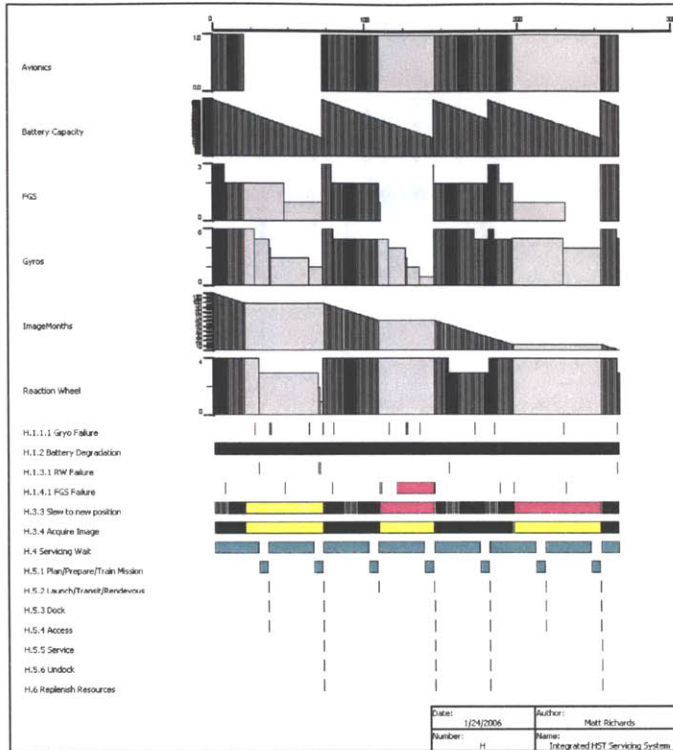 0 100 200 300
Avionics
1.0
0.0
Battery Capacity
FGS
3
0
Gyros
6
0
ImageMonths
Reaction Wheel
4
0
H.1.1.1 Gryo Failure
H.1.2 Battery Degradation
H.1.3.1 RW Failure
H.1.4.1 FGS Failure
H.3.3 Slew to new position
H.3.4 Acquire Image
H.4 Servicing Wait
H.5.1 Plan/Prepare/Train Mission
H.5.2 Launch/Transit/Rendevous
H.5.3 Dock
H.5.4 Access
H.5.5 Service
H.5.6 Undock
H.6 Replenish Resources
Date: Author:
1/24/2006 Matt Richards
Number: Name:
H Integrated HST Servicing System